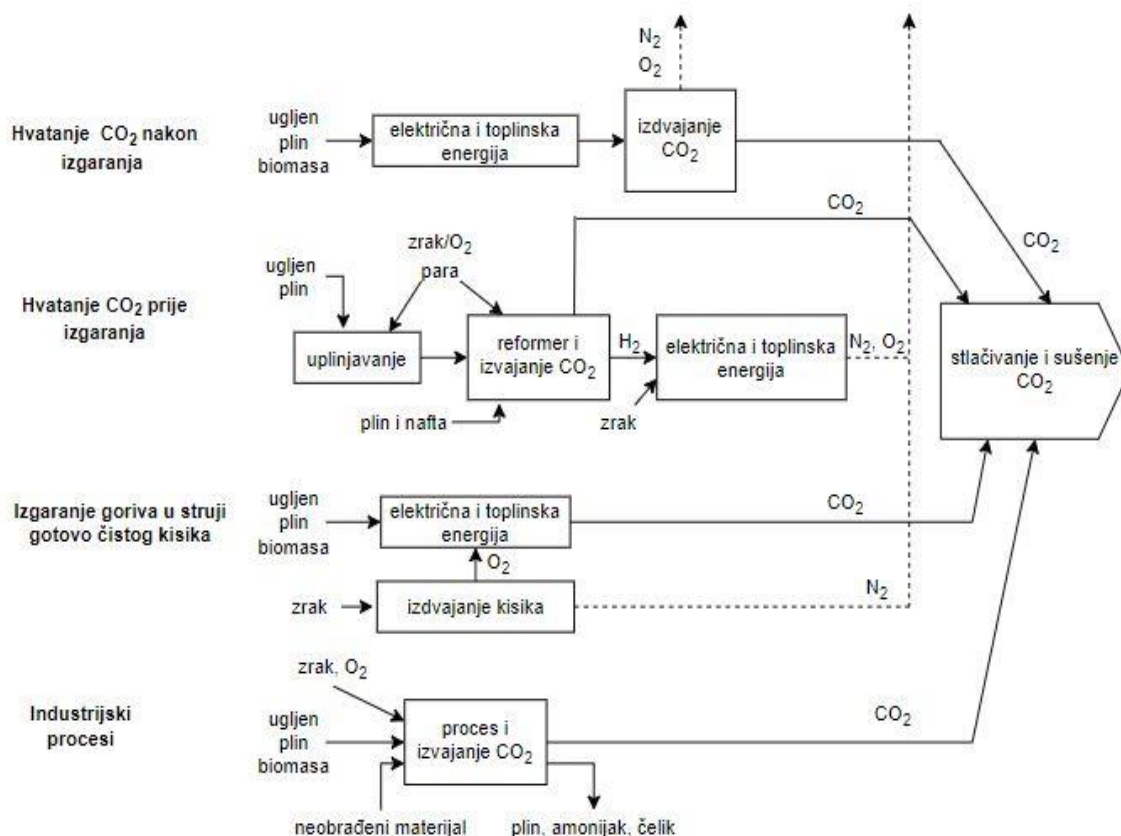 N₂
O₂
Hvatanje CO₂ nakon
izgaranja
ugljen
plin
biomasa
električna i toplinska
energija
izdvajanje
CO₂
CO₂
CO₂
Hvatanje CO₂ prije
izgaranja
ugljen
plin
zrak/O₂
para
uplinjavanje
reformer i
izvajanje CO₂
H₂
električna i toplinska
energija
N₂, O₂
plin i nafta
zrak
stlačivanje i sušenje
CO₂
Izgaranje goriva u struji
gotovo čistog kisika
ugljen
plin
biomasa
električna i toplinska
energija
CO₂
O₂
zrak
izdvajanje kisika
N₂
Industrijski
procesi
zrak, O₂
ugljen
plin
biomasa
proces i
izvajanje CO₂
CO₂
neobrađeni materijal
plin, amonijak, čelik